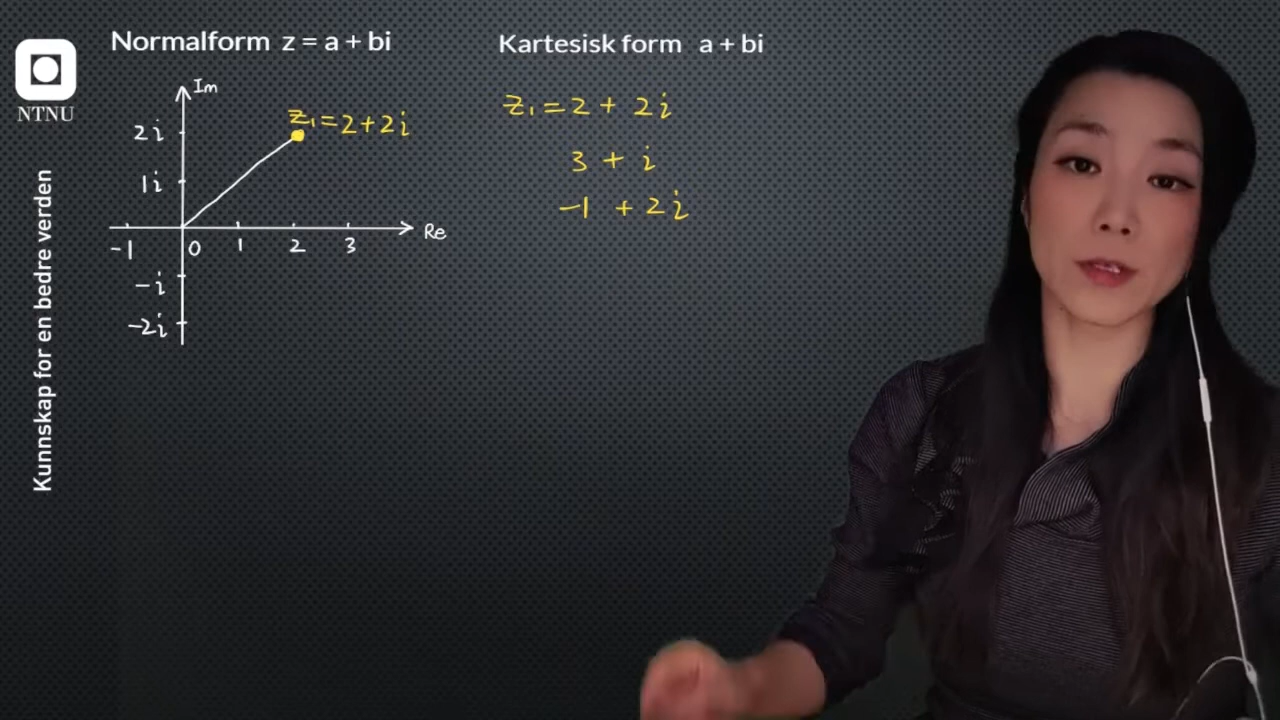 Normalform z = a + bi
Kartesisk form a + bi
NTNU
Kunnskap for en bedre verden
Im
z₁=2+2i
2i
1i
-1
0
1
2
3
Re
-i
-2i
z₁=2+ 2i
3 + i
-1 + 2i